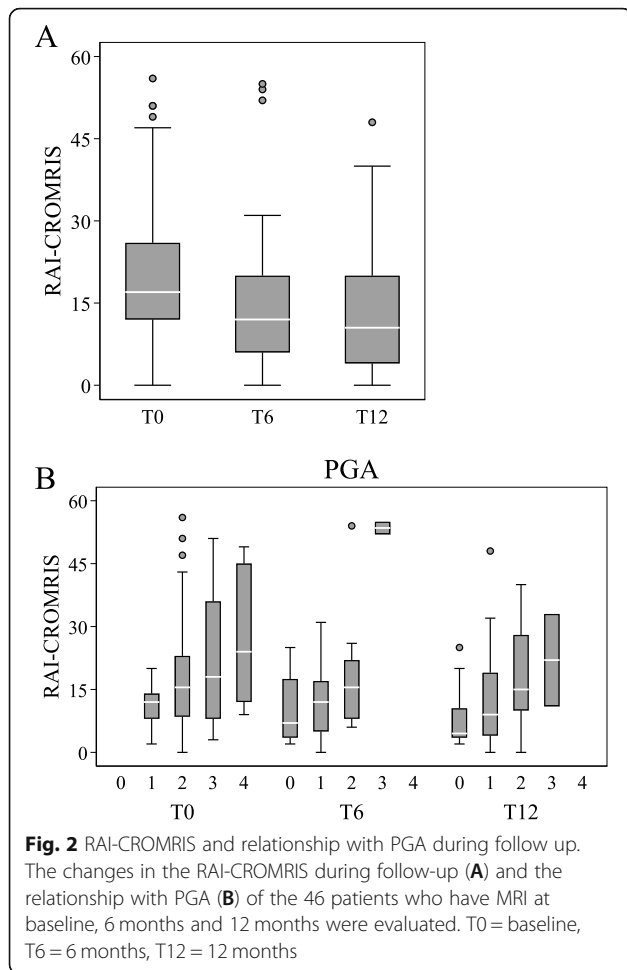 A
RAI-CROMRIS
60
45
30
15
0
T0 T6 T12
B
PGA
RAI-CROMRIS
60
45
30
15
0
0 1 2 3 4 0 1 2 3 4 0 1 2 3 4
T0 T6 T12
Fig. 2 RAI-CROMRIS and relationship with PGA during follow up.
The changes in the RAI-CROMRIS during follow-up (A) and the
relationship with PGA (B) of the 46 patients who have MRI at
baseline, 6 months and 12 months were evaluated. T0 = baseline,
T6 = 6 months, T12 = 12 months